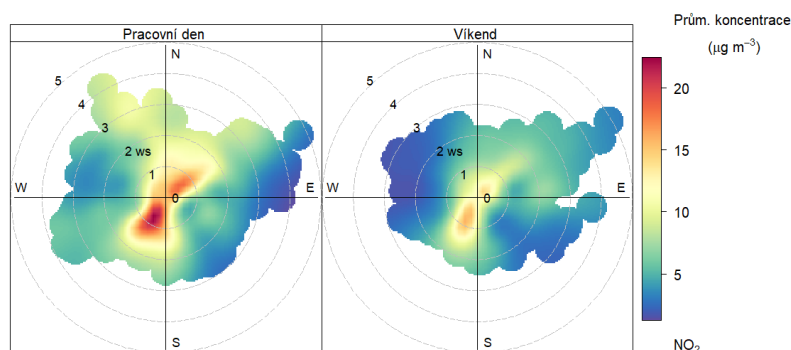 Pracovní den
Víkend
Prům. koncentrace
(μg m⁻³)
N
5
4
3
2 ws
1
0
W
E
S
N
5
4
3
2 ws
1
0
W
E
S
20
15
10
5
NO₂